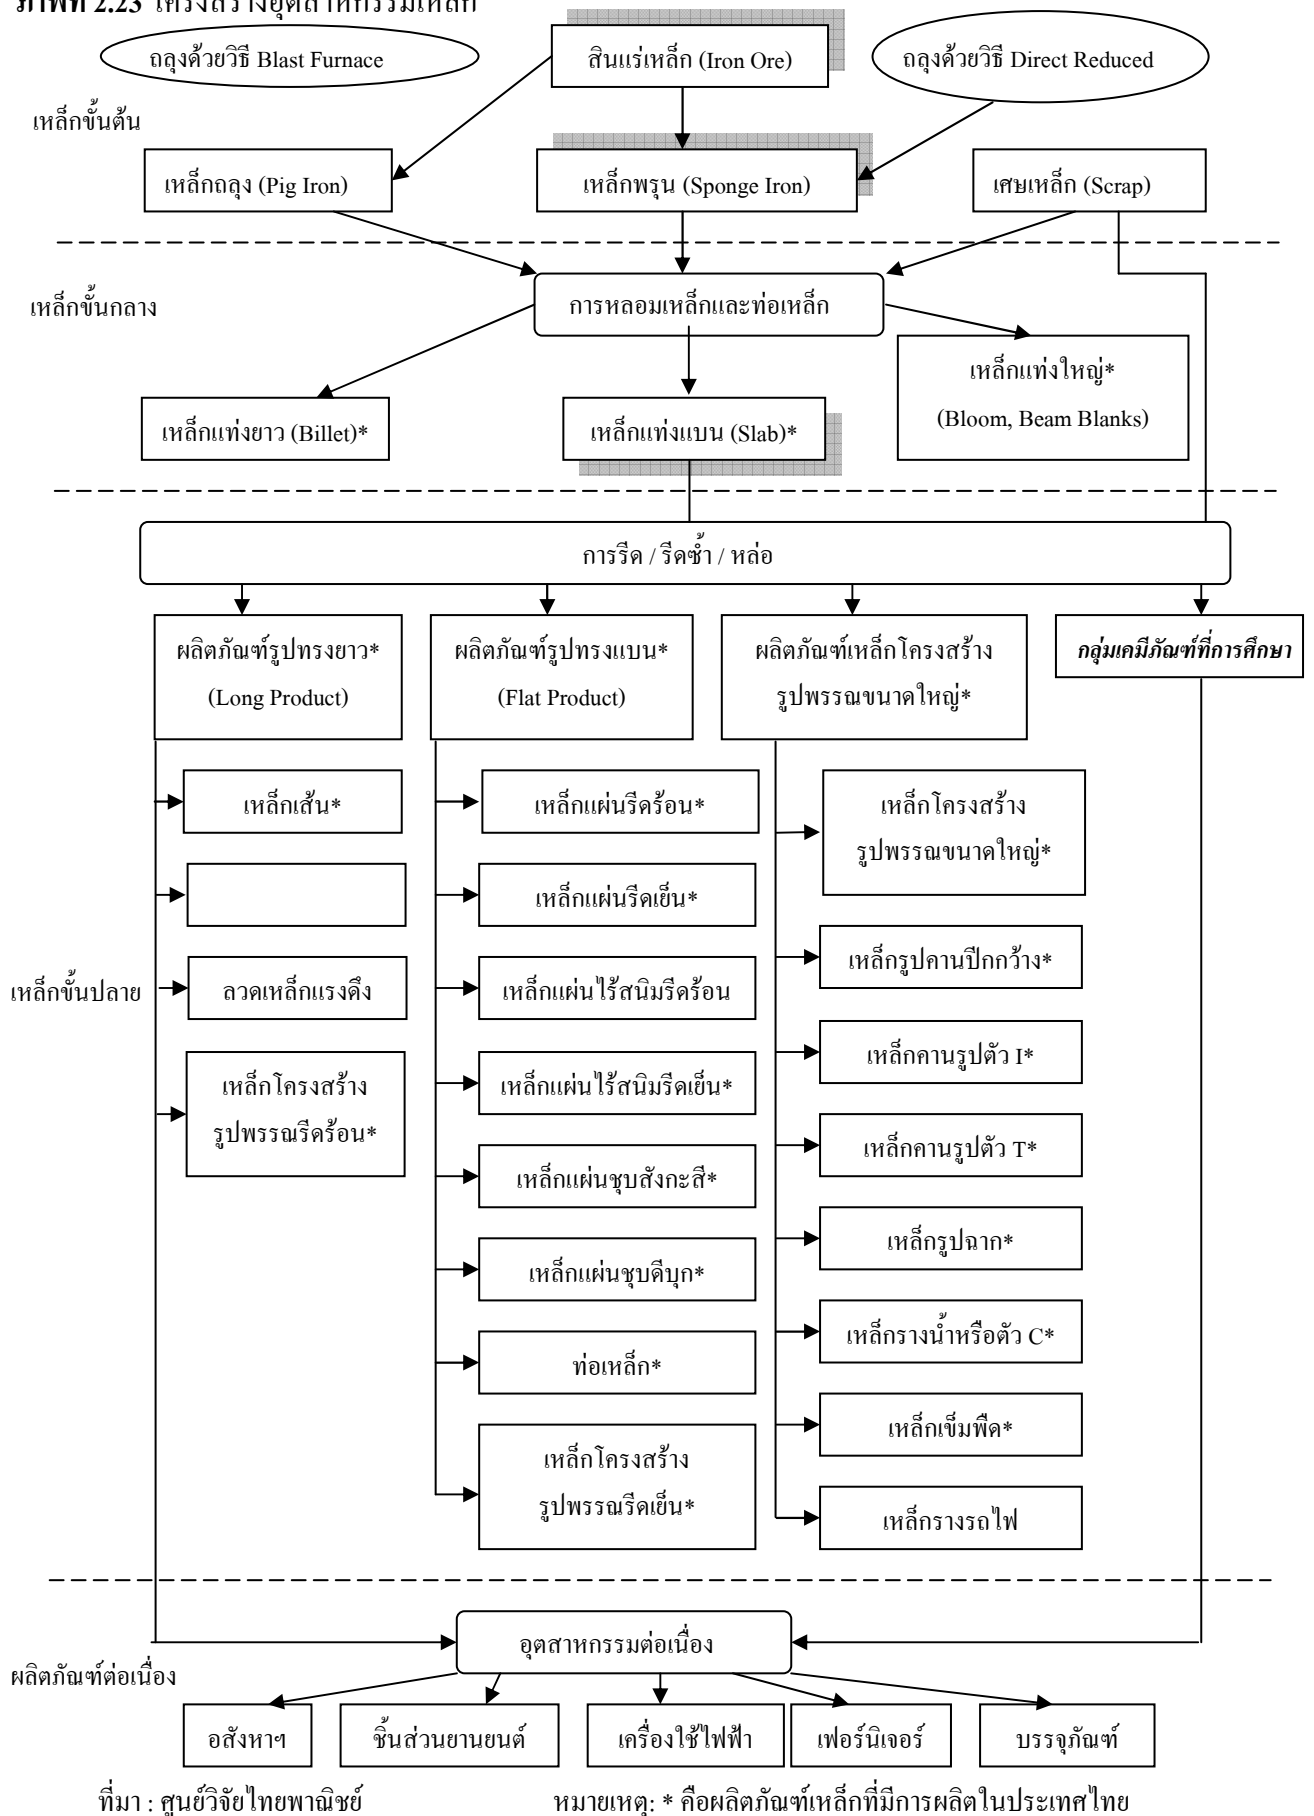 ภาพที่ 2.23 โครงสร้างอุตสาหกรรมเหล็ก
ถลุงด้วยวิธี Blast Furnace
สินแร่เหล็ก (Iron Ore)
ถลุงด้วยวิธี Direct Reduced
เหล็กขั้นต้น
เหล็กถลุง (Pig Iron)
เหล็กพรุน (Sponge Iron)
เศษเหล็ก (Scrap)
เหล็กขั้นกลาง
การหลอมเหล็กและท่อเหล็ก
เหล็กแท่งใหญ่*
(Bloom, Beam Blanks)
เหล็กแท่งยาว (Billet)*
เหล็กแท่งแบน (Slab)*
การรีด / รีดซ้ำ / หล่อ
ผลิตภัณฑ์รูปทรงยาว*
(Long Product)
ผลิตภัณฑ์รูปทรงแบน*
(Flat Product)
ผลิตภัณฑ์เหล็กโครงสร้าง
รูปพรรณขนาดใหญ่*
กลุ่มเคมีภัณฑ์ที่การศึกษา
เหล็กขั้นปลาย
เหล็กเส้น*
ลวดเหล็กแรงดึง
เหล็กโครงสร้าง
รูปพรรณรีดร้อน*
เหล็กแผ่นรีดร้อน*
เหล็กแผ่นรีดเย็น*
เหล็กแผ่นไร้สนิมรีดร้อน
เหล็กแผ่นไร้สนิมรีดเย็น*
เหล็กแผ่นชุบสังกะสี*
เหล็กแผ่นชุบดีบุก*
ท่อเหล็ก*
เหล็กโครงสร้าง
รูปพรรณรีดเย็น*
เหล็กโครงสร้าง
รูปพรรณขนาดใหญ่*
เหล็กรูปคานปีกกว้าง*
เหล็กคานรูปตัว I*
เหล็กคานรูปตัว T*
เหล็กรูปฉาก*
เหล็กรางน้ำหรือตัว C*
เหล็กเข็มพืด*
เหล็กรางรถไฟ
อุตสาหกรรมต่อเนื่อง
ผลิตภัณฑ์ต่อเนื่อง
อสังหาฯ
ชิ้นส่วนยานยนต์
เครื่องใช้ไฟฟ้า
เฟอร์นิเจอร์
บรรจุภัณฑ์
ที่มา : ศูนย์วิจัยไทยพาณิชย์
หมายเหตุ: * คือผลิตภัณฑ์เหล็กที่มีการผลิตในประเทศไทย